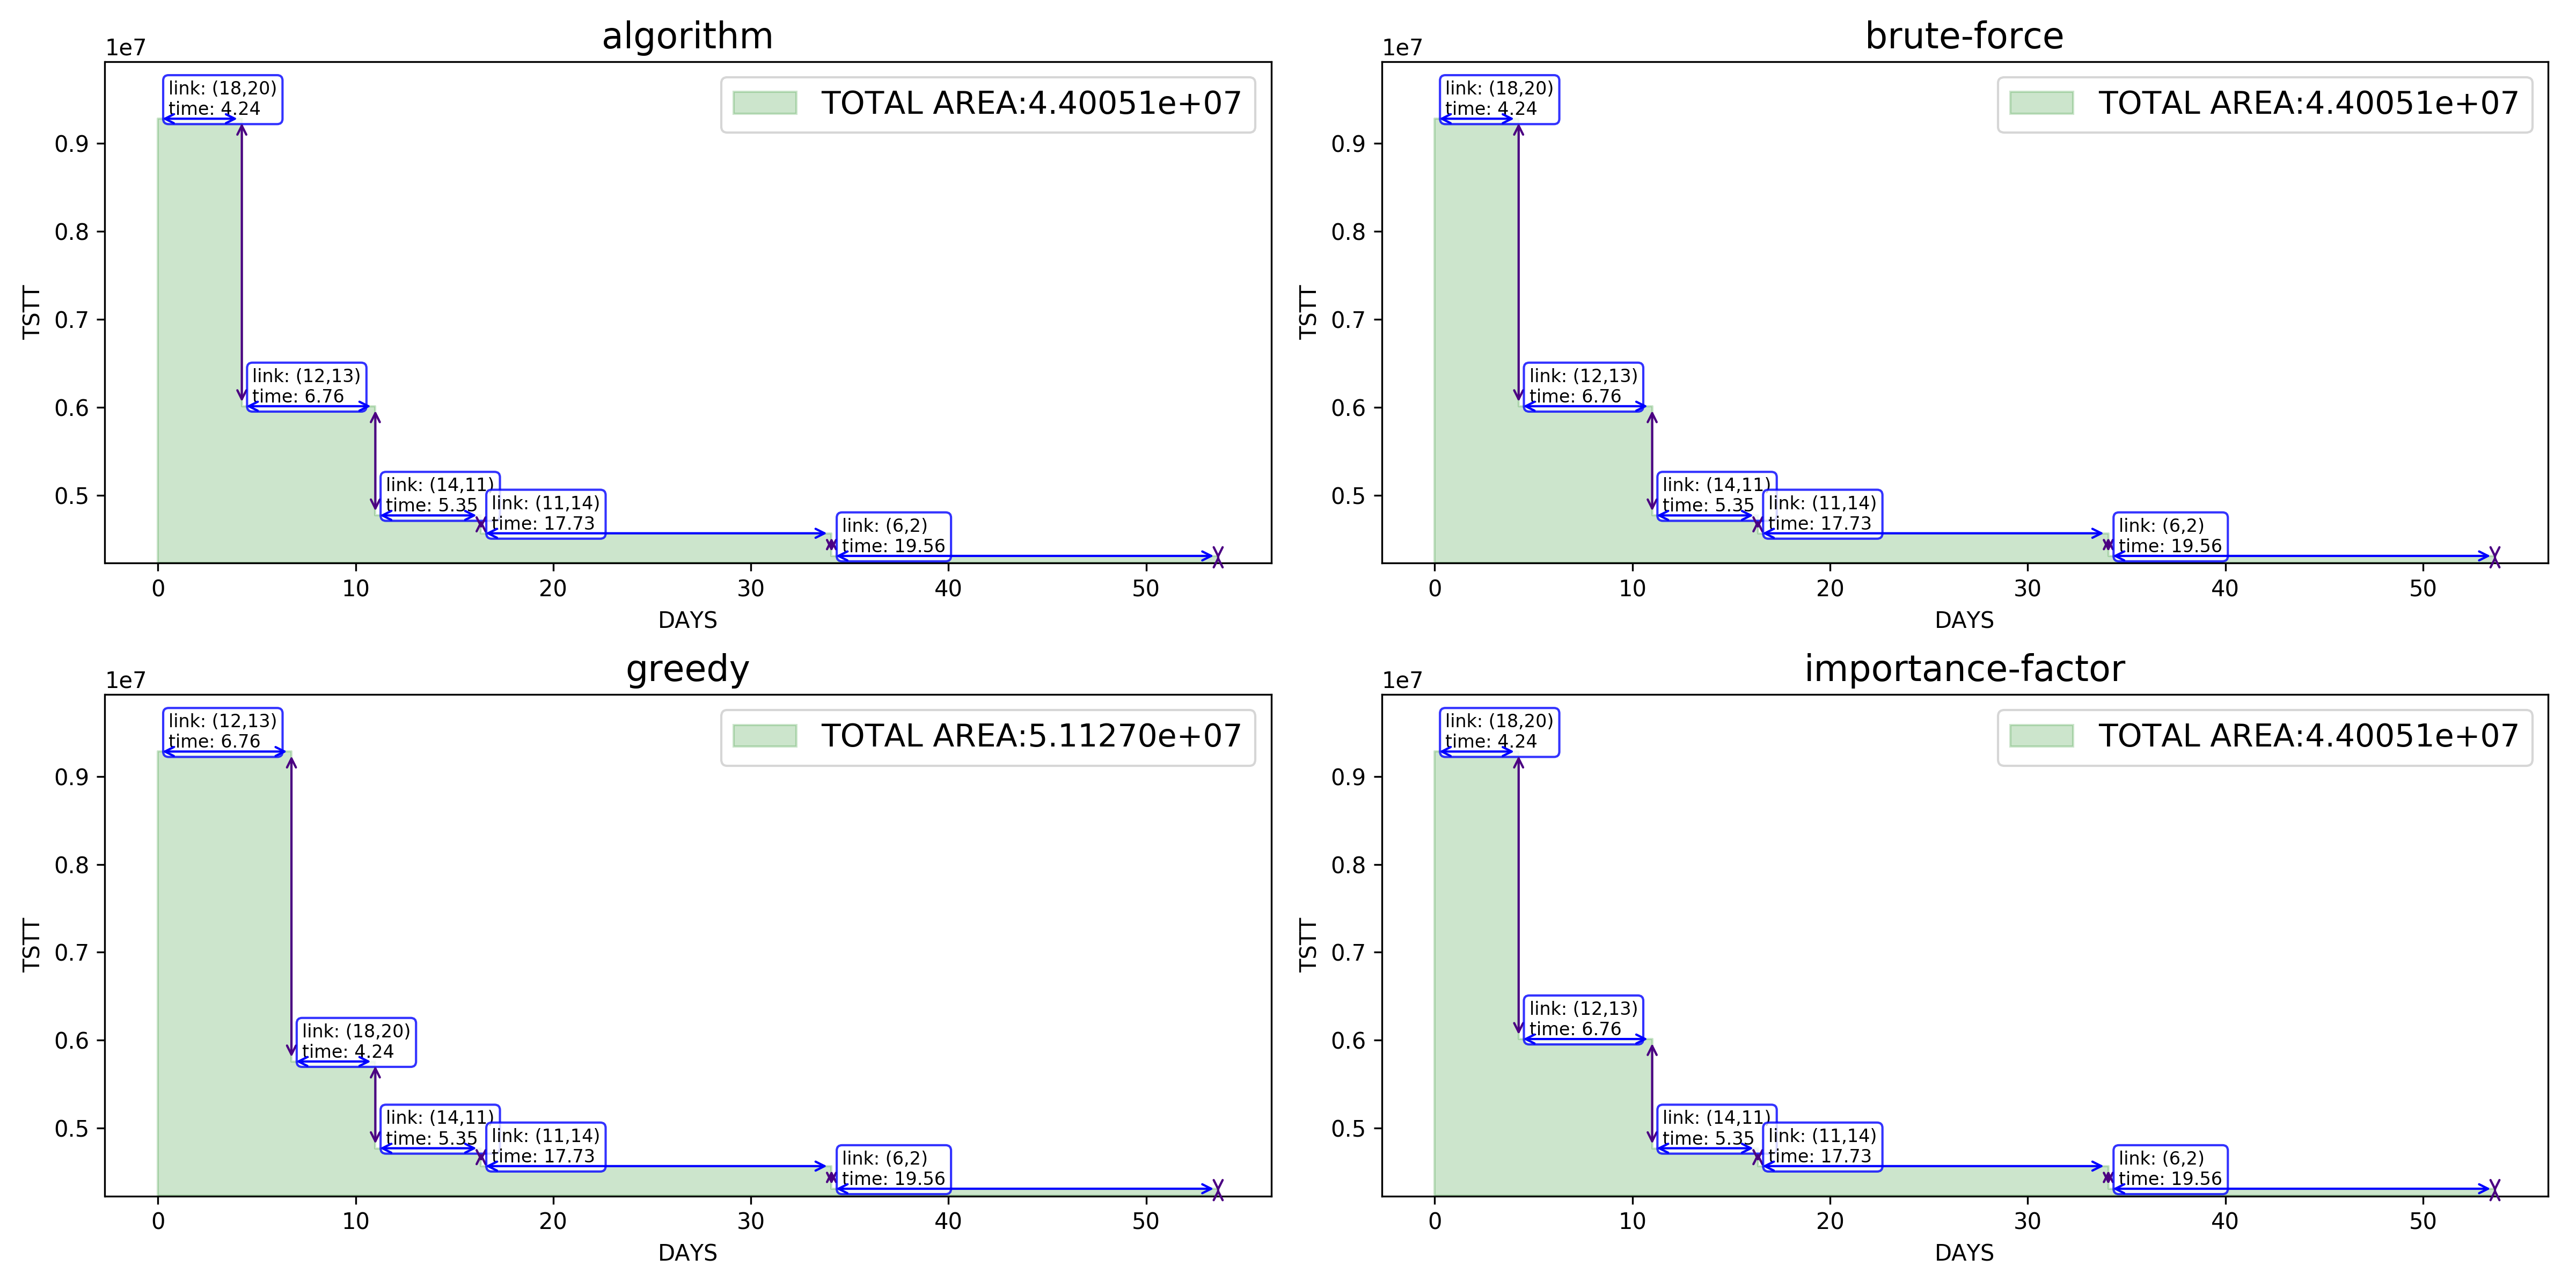 algorithm
1e7
TOTAL AREA:4.40051e+07
link: (18,20)
time: 4.24
link: (12,13)
time: 6.76
link: (14,11)
time: 5.35
link: (11,14)
time: 17.73
link: (6,2)
time: 19.56
0.9
0.8
0.7
0.6
0.5
TSTT
0 10 20 30 40 50
DAYS
brute-force
1e7
TOTAL AREA:4.40051e+07
link: (18,20)
time: 4.24
link: (12,13)
time: 6.76
link: (14,11)
time: 5.35
link: (11,14)
time: 17.73
link: (6,2)
time: 19.56
0.9
0.8
0.7
0.6
0.5
TSTT
0 10 20 30 40 50
DAYS
greedy
1e7
TOTAL AREA:5.11270e+07
link: (12,13)
time: 6.76
link: (18,20)
time: 4.24
link: (14,11)
time: 5.35
link: (11,14)
time: 17.73
link: (6,2)
time: 19.56
0.9
0.8
0.7
0.6
0.5
TSTT
0 10 20 30 40 50
DAYS
importance-factor
1e7
TOTAL AREA:4.40051e+07
link: (18,20)
time: 4.24
link: (12,13)
time: 6.76
link: (14,11)
time: 5.35
link: (11,14)
time: 17.73
link: (6,2)
time: 19.56
0.9
0.8
0.7
0.6
0.5
TSTT
0 10 20 30 40 50
DAYS